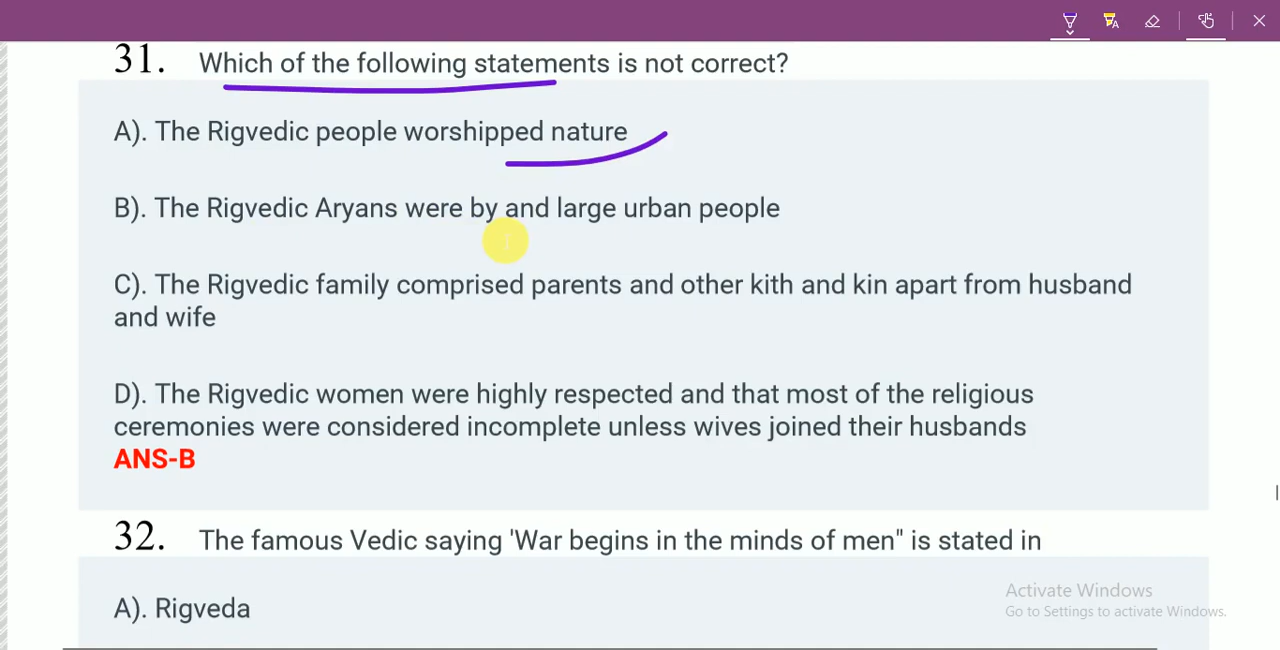 31. Which of the following statements is not correct?
A). The Rigvedic people worshipped nature
B). The Rigvedic Aryans were by and large urban people
C). The Rigvedic family comprised parents and other kith and kin apart from husband
and wife
D). The Rigvedic women were highly respected and that most of the religious
ceremonies were considered incomplete unless wives joined their husbands
ANS-B
32. The famous Vedic saying 'War begins in the minds of men" is stated in
A). Rigveda
Activate Windows
Go to Settings to activate Windows.